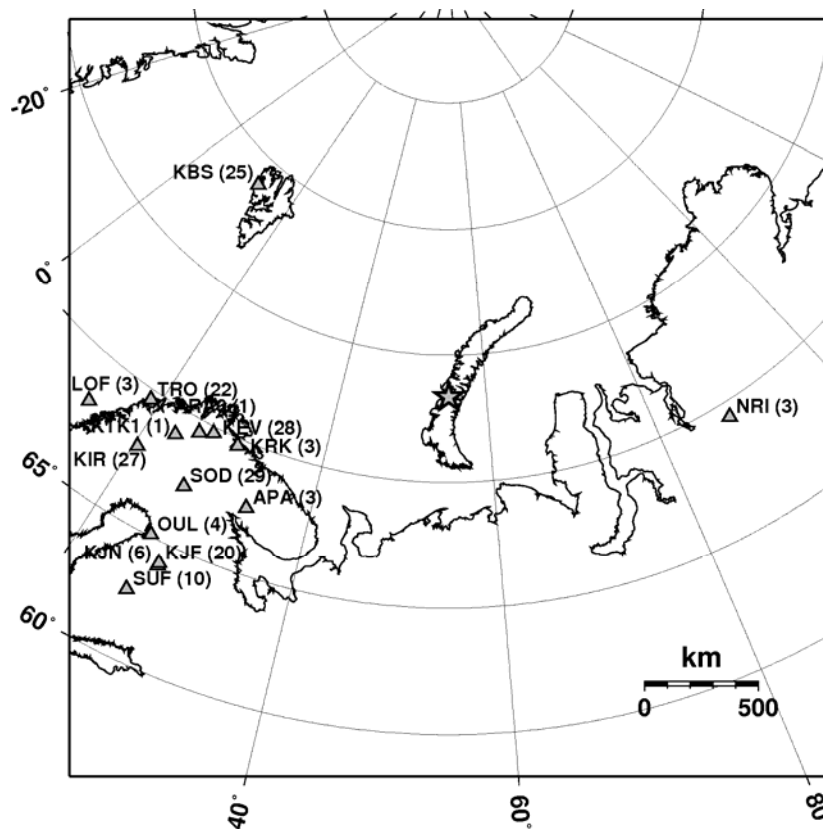 -20°
KBS (25)
0°
LOF (3)
TRO (22)
KTK1 (1)
KEV (28)
KRK (3)
NRI (3)
KIR (27)
65°
SOD (29)
APA (3)
OUL (4)
KJN (6)
KJF (20)
SUF (10)
60°
km
0
500
40°
60°
80